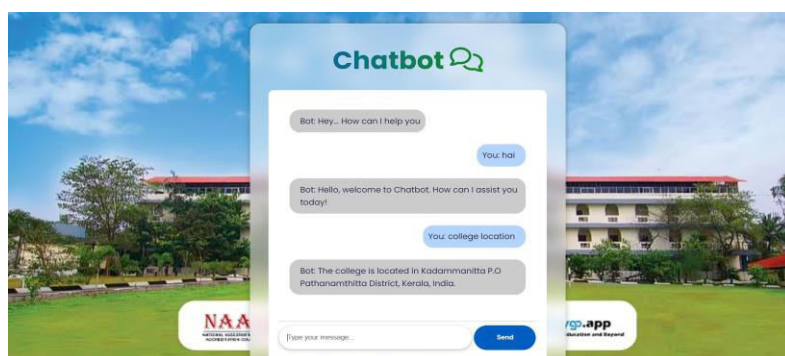 Chatbot
Bot: Hey... How can I help you
You: hai
Bot: Hello, welcome to Chatbot. How can I assist you
today!
You: college location
Bot: The college is located in Kadammanitta P.O
Pathanamthitta District, Kerala, India.
NAA
Type your message...
Send
.app